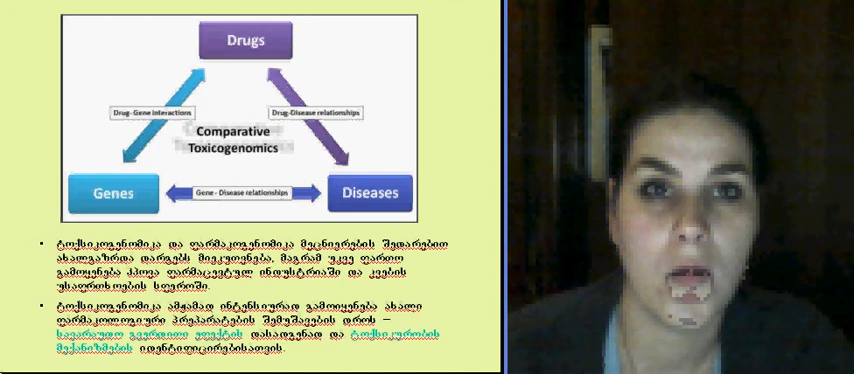 Drugs
Drug- Gene interactions
Drug-Disease relationships
Comparative
Toxicogenomics
Genes
Gene - Disease relationships
Diseases
• ტოქსიკოგენომიკა და ფარმაკოგენომიკა მეცნიერების შედარებით
ახალგაზრდა დარგებს მიეკუთვნება, მაგრამ უკვე ფართო
გამოყენება ჰპოვა ფარმაცევტულ ინდუსტრიაში და კვების
უსაფრთხოების სფეროში.
• ტოქსიკოგენომიკა ამჟამად ინტენსიურად გამოიყენება ახალი
ფარმაკოლოგიური პრეპარატების შემუშავების დროს –
სავარაუდო გვერდითი ეფექტის დასადგენად და ტოქსიკურობის
მექანიზმების იდენტიფიცირებისათვის.